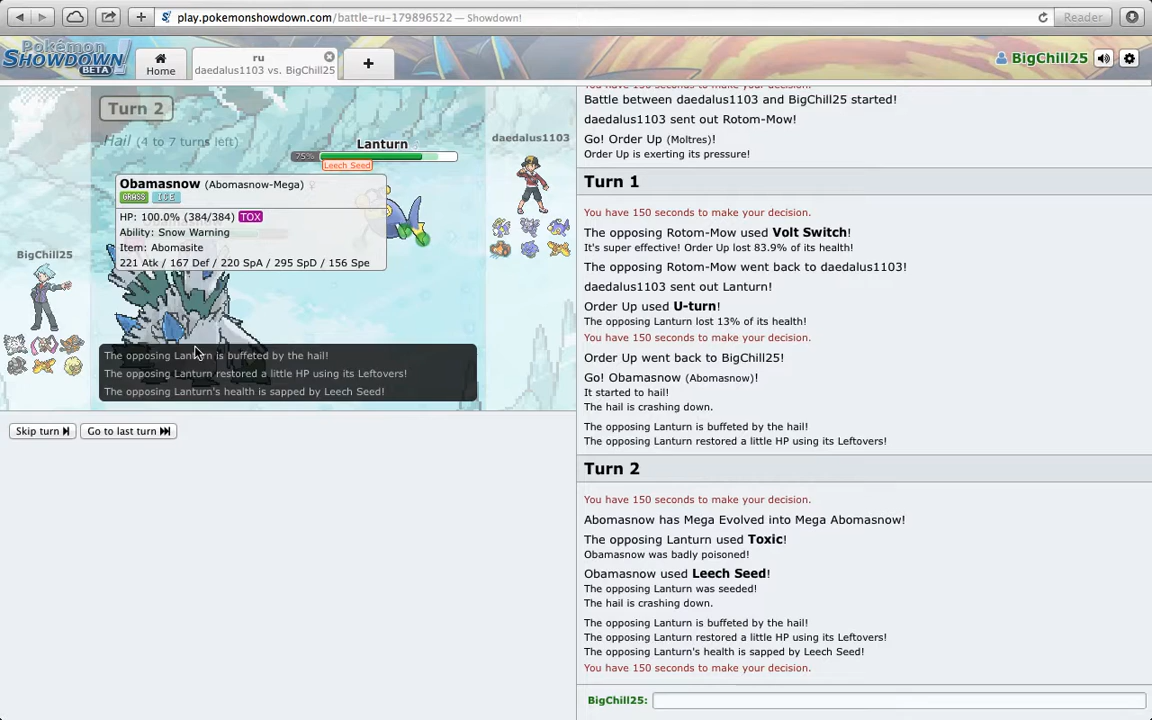 play.pokemonshowdown.com/battle-ru-179896522 — Showdown!
Reader
Pokémon
SHOWDOWN!
BETA
Home
ru
daedalus1103 vs. BigChill25
BigChill25
Turn 2
Hail (4 to 7 turns left)
Lanturn
75%
Leech Seed
daedalus1103
Obamasnow (Abomasnow-Mega) ♀
GRASS ICE
HP: 100.0% (384/384) TOX
Ability: Snow Warning
Item: Abomasite
221 Atk / 167 Def / 220 SpA / 295 SpD / 156 Spe
BigChill25
The opposing Lanturn is buffeted by the hail!
The opposing Lanturn restored a little HP using its Leftovers!
The opposing Lanturn's health is sapped by Leech Seed!
Skip turn
Go to last turn
Battle between daedalus1103 and BigChill25 started!
daedalus1103 sent out Rotom-Mow!
Go! Order Up (Moltres)!
Order Up is exerting its pressure!
Turn 1
You have 150 seconds to make your decision.
The opposing Rotom-Mow used Volt Switch!
It's super effective! Order Up lost 83.9% of its health!
The opposing Rotom-Mow went back to daedalus1103!
daedalus1103 sent out Lanturn!
Order Up used U-turn!
The opposing Lanturn lost 13% of its health!
You have 150 seconds to make your decision.
Order Up went back to BigChill25!
Go! Obamasnow (Abomasnow)!
It started to hail!
The hail is crashing down.
The opposing Lanturn is buffeted by the hail!
The opposing Lanturn restored a little HP using its Leftovers!
Turn 2
You have 150 seconds to make your decision.
Abomasnow has Mega Evolved into Mega Abomasnow!
The opposing Lanturn used Toxic!
Obamasnow was badly poisoned!
Obamasnow used Leech Seed!
The opposing Lanturn was seeded!
The hail is crashing down.
The opposing Lanturn is buffeted by the hail!
The opposing Lanturn restored a little HP using its Leftovers!
The opposing Lanturn's health is sapped by Leech Seed!
You have 150 seconds to make your decision.
BigChill25: